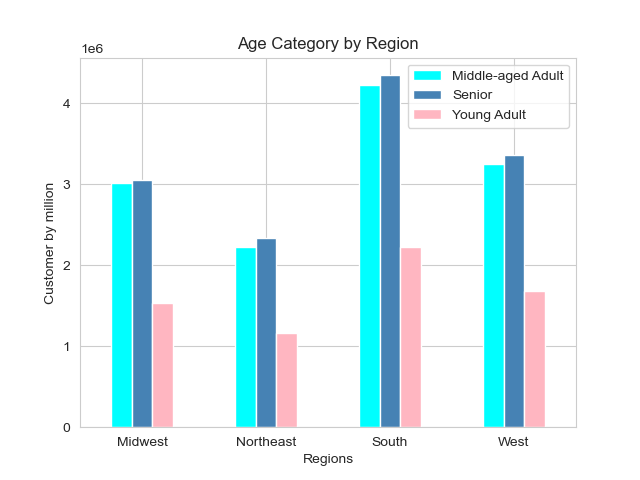 Age Category by Region
1e6
Middle-aged Adult
Senior
Young Adult
4
3
2
1
0
Customer by million
Midwest Northeast South West
Regions